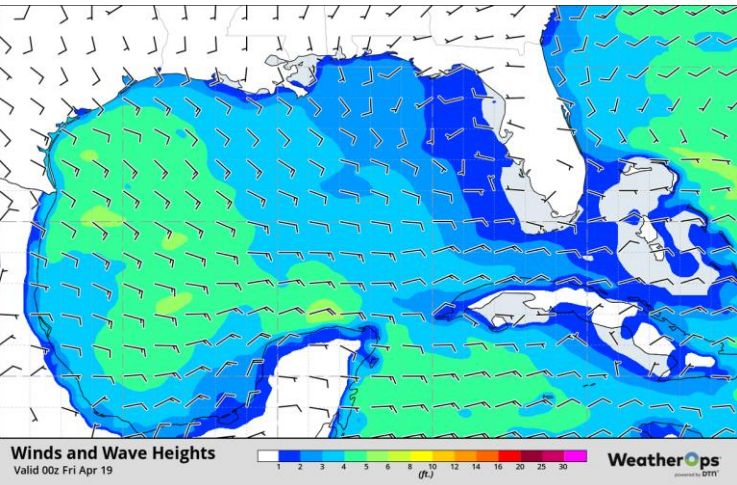 Winds and Wave Heights
Valid 00z Fri Apr 19
1 2 3 4 5 6 8 10 12 14 16 20 25 30
(ft.)
WeatherOps
powered by DTN